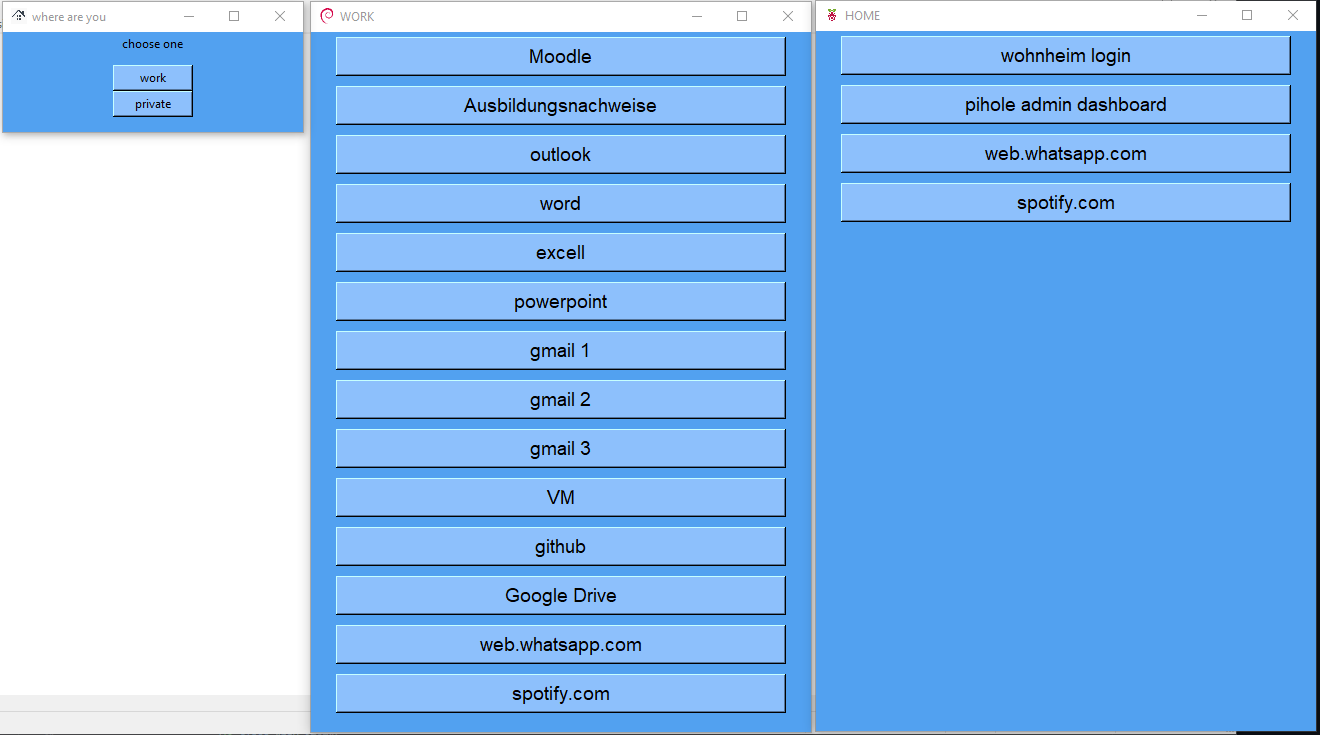 where are you
choose one
work
private
WORK
Moodle
Ausbildungsnachweise
outlook
word
excell
powerpoint
gmail 1
gmail 2
gmail 3
VM
github
Google Drive
web.whatsapp.com
spotify.com
HOME
wohnheim login
pihole admin dashboard
web.whatsapp.com
spotify.com